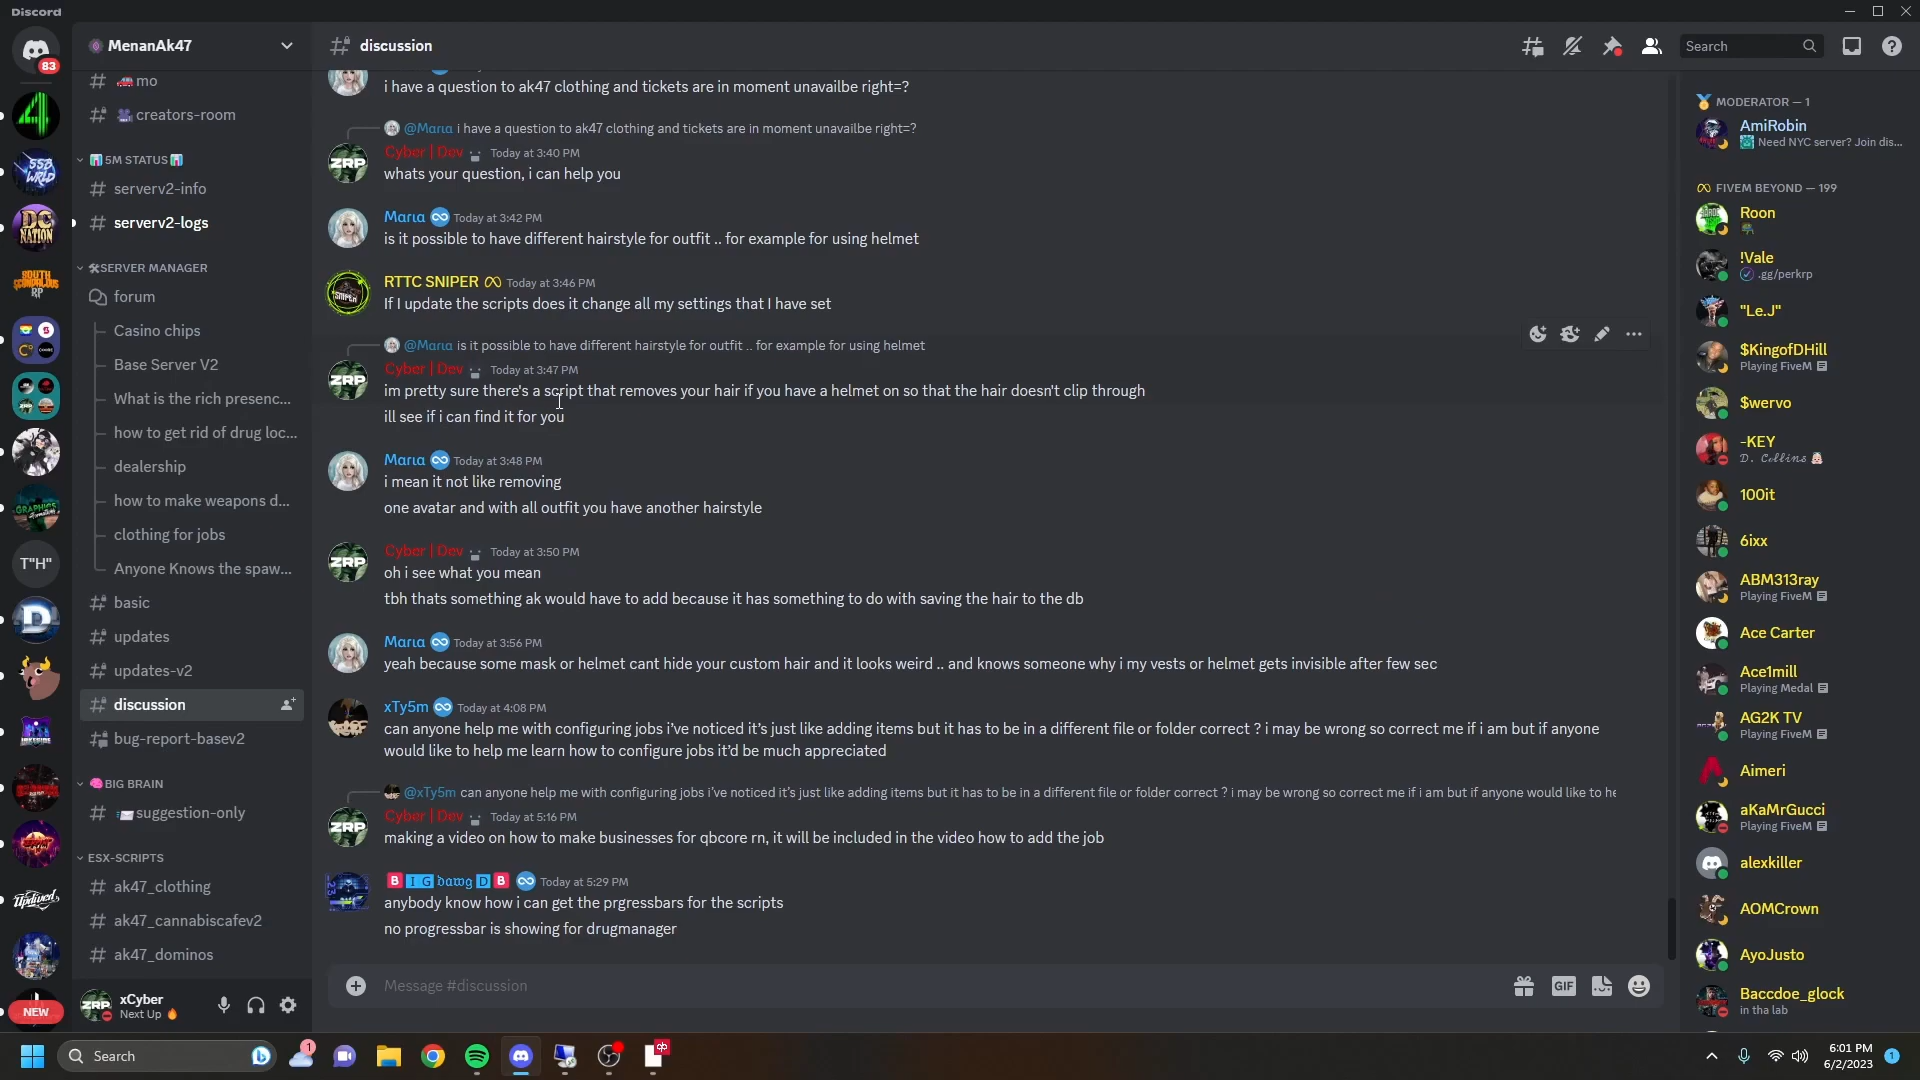 Discord
MenanAk47
discussion
Search
83
mo
creators-room
5M STATUS
serverv2-info
serverv2-logs
SERVER MANAGER
forum
Casino chips
Base Server V2
What is the rich presenc...
how to get rid of drug loc...
dealership
how to make weapons d...
clothing for jobs
Anyone Knows the spaw...
basic
updates
updates-v2
discussion
bug-report-basev2
BIG BRAIN
suggestion-only
ESX-SCRIPTS
ak47_clothing
ak47_cannabiscafev2
ak47_dominos
xCyber
Next Up
4
SSB WRLD
DC NATION
SOUTH
RP
GRAPHICS
T"H"
D
NEW
i have a question to ak47 clothing and tickets are in moment unavailbe right=?
@Marıa i have a question to ak47 clothing and tickets are in moment unavailbe right=?
ZRP
Cyber | Dev Today at 3:40 PM
whats your question, i can help you
Marıa Today at 3:42 PM
is it possible to have different hairstyle for outfit .. for example for using helmet
SNIPER
RTTC SNIPER Today at 3:46 PM
If I update the scripts does it change all my settings that I have set
@Marıa is it possible to have different hairstyle for outfit .. for example for using helmet
ZRP
Cyber | Dev Today at 3:47 PM
im pretty sure there's a script that removes your hair if you have a helmet on so that the hair doesn't clip through
ill see if i can find it for you
Marıa Today at 3:48 PM
i mean it not like removing
one avatar and with all outfit you have another hairstyle
ZRP
Cyber | Dev Today at 3:50 PM
oh i see what you mean
tbh thats something ak would have to add because it has something to do with saving the hair to the db
Marıa Today at 3:56 PM
yeah because some mask or helmet cant hide your custom hair and it looks weird .. and knows someone why i my vests or helmet gets invisible after few sec
xTy5m Today at 4:08 PM
can anyone help me with configuring jobs i've noticed it's just like adding items but it has to be in a different file or folder correct ? i may be wrong so correct me if i am but if anyone
would like to help me learn how to configure jobs it'd be much appreciated
@xTy5m can anyone help me with configuring jobs i've noticed it's just like adding items but it has to be in a different file or folder correct ? i may be wrong so correct me if i am but if anyone would like to he
ZRP
Cyber | Dev Today at 5:16 PM
making a video on how to make businesses for qbcore rn, it will be included in the video how to add the job
B I G 𝔡𝔞𝔴𝔤 D B Today at 5:29 PM
anybody know how i can get the prgressbars for the scripts
no progressbar is showing for drugmanager
Message #discussion
GIF
MODERATOR — 1
AmiRobin
Need NYC server? Join dis...
FIVEM BEYOND — 199
Roon
!Vale
.gg/perkrp
"Le.J"
$KingofDHill
Playing FiveM
$wervo
-KEY
𝓓. 𝓒𝓮𝓵𝓵𝓲𝓷𝓼
100it
6ixx
ABM313ray
Playing FiveM
Ace Carter
Ace1mill
Playing Medal
AG2K TV
Playing FiveM
Aimeri
aKaMrGucci
Playing FiveM
alexkiller
AOMCrown
AyoJusto
Baccdoe_glock
in tha lab
Search
1
6:01 PM
6/2/2023
1